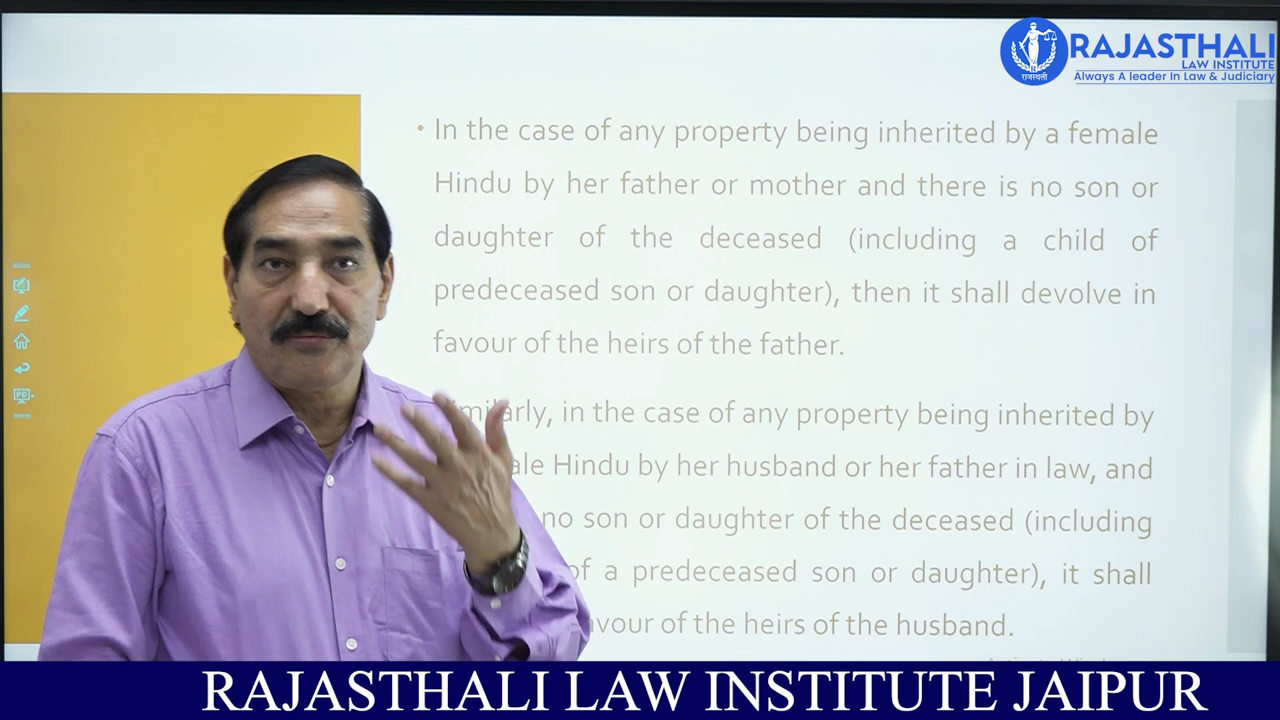 RAJASTHALI
LAW INSTITUTE
Always A leader In Law & Judiciary
राजस्थली
• In the case of any property being inherited by a female
Hindu by her father or mother and there is no son or
daughter of the deceased (including a child of
predeceased son or daughter), then it shall devolve in
favour of the heirs of the father.
imilarly, in the case of any property being inherited by
ale Hindu by her husband or her father in law, and
no son or daughter of the deceased (including
of a predeceased son or daughter), it shall
avour of the heirs of the husband.
RAJASTHALI LAW INSTITUTE JAIPUR